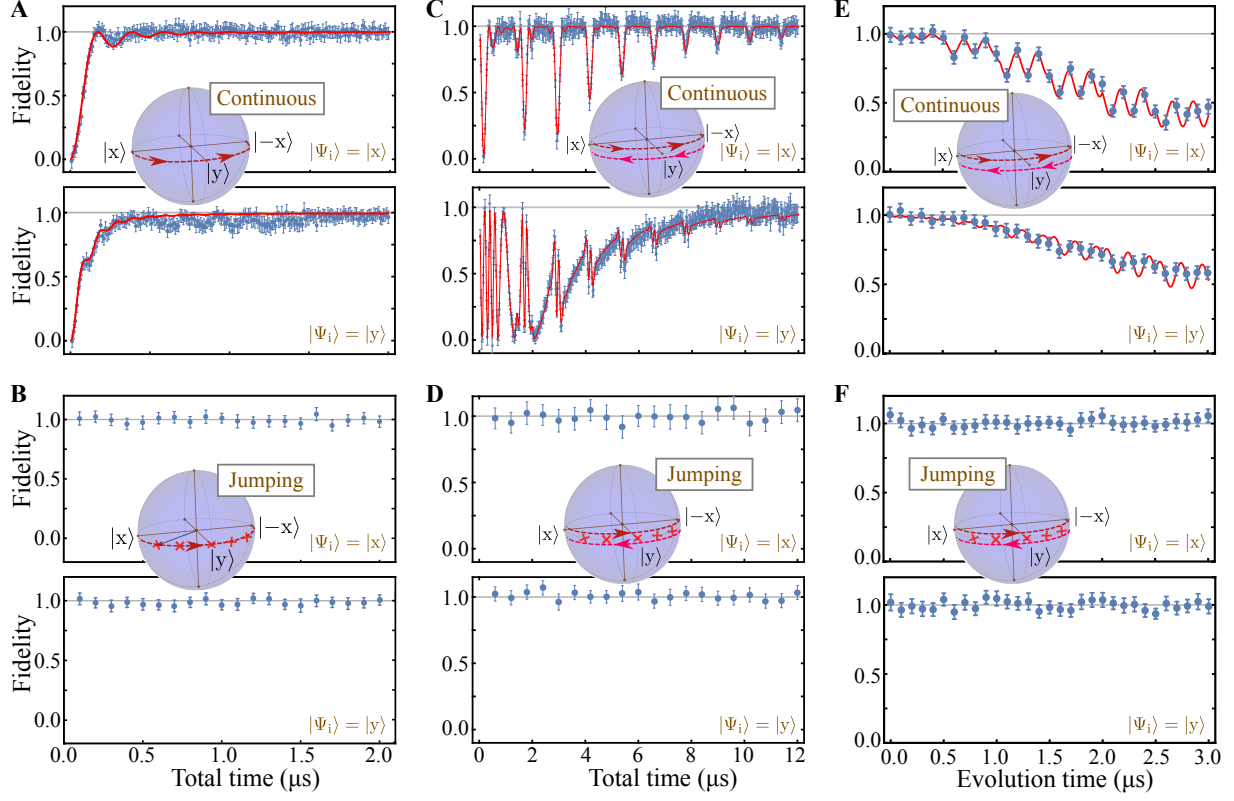 A
Fidelity
1.0
0.5
0.0
Continuous
|x⟩
|−x⟩
|y⟩
|Ψi⟩ = |x⟩
Fidelity
1.0
0.5
0.0
|Ψi⟩ = |y⟩
B
Fidelity
1.0
0.5
0.0
Jumping
|x⟩
|−x⟩
|y⟩
|Ψi⟩ = |x⟩
Fidelity
1.0
0.5
0.0
|Ψi⟩ = |y⟩
0.0 0.5 1.0 1.5 2.0
Total time (μs)
C
1.0
0.5
0.0
Continuous
|x⟩
|−x⟩
|y⟩
|Ψi⟩ = |x⟩
1.0
0.5
0.0
|Ψi⟩ = |y⟩
D
1.0
0.5
0.0
Jumping
|x⟩
|−x⟩
|y⟩
|Ψi⟩ = |x⟩
1.0
0.5
0.0
|Ψi⟩ = |y⟩
0 2 4 6 8 10 12
Total time (μs)
E
1.0
0.5
0.0
Continuous
|x⟩
|−x⟩
|y⟩
|Ψi⟩ = |x⟩
1.0
0.5
0.0
|Ψi⟩ = |y⟩
F
1.0
0.5
0.0
Jumping
|x⟩
|−x⟩
|y⟩
|Ψi⟩ = |x⟩
1.0
0.5
0.0
|Ψi⟩ = |y⟩
0.0 0.5 1.0 1.5 2.0 2.5 3.0
Evolution time (μs)